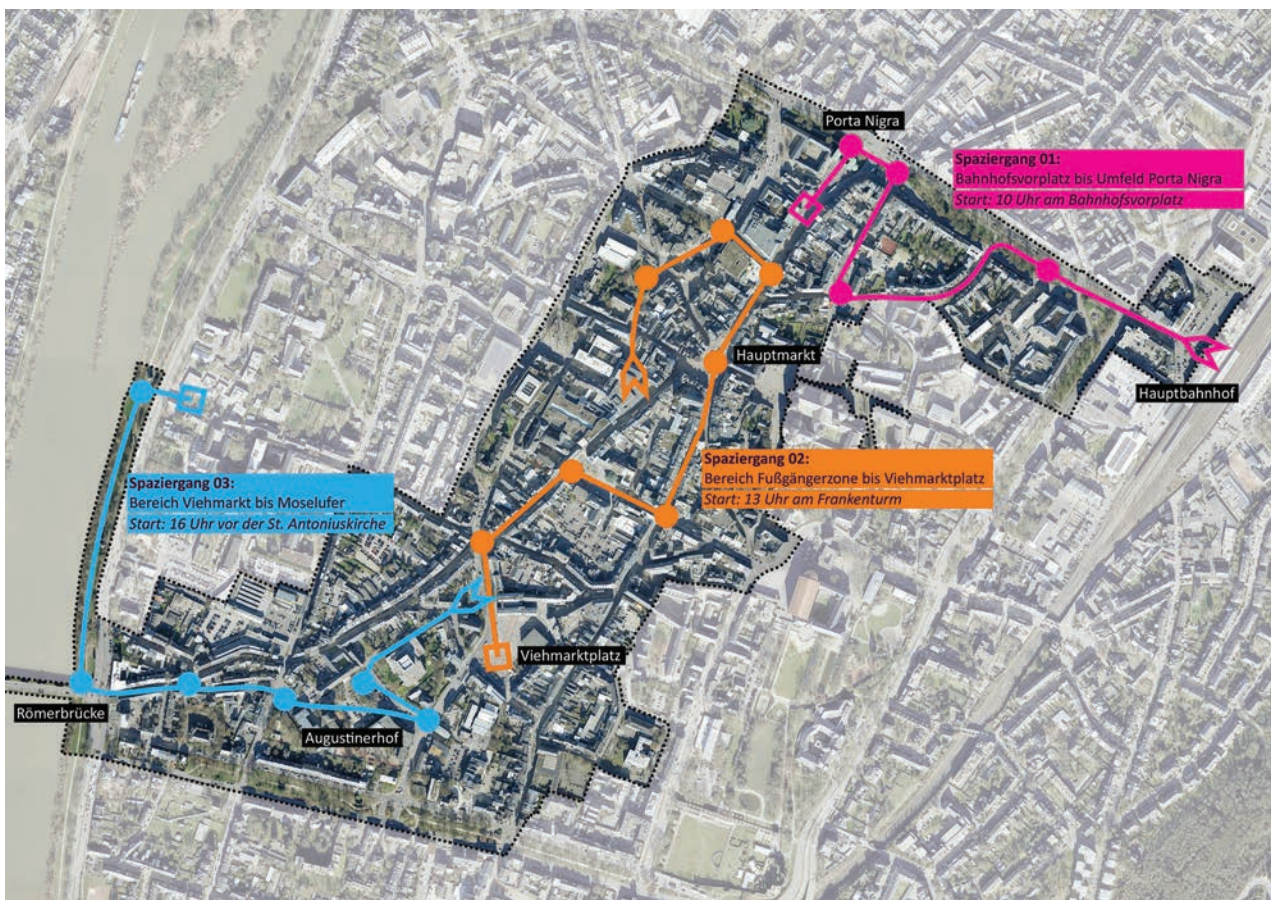 Porta Nigra
Spaziergang 01:
Bahnhofsvorplatz bis Umfeld Porta Nigra
Start: 10 Uhr am Bahnhofsvorplatz
Hauptmarkt
Hauptbahnhof
Spaziergang 02:
Bereich Fußgängerzone bis Viehmarktplatz
Start: 13 Uhr am Frankenturm
Spaziergang 03:
Bereich Viehmarkt bis Moselufer
Start: 16 Uhr vor der St. Antoniuskirche
Viehmarktplatz
Römerbrücke
Augustinerhof